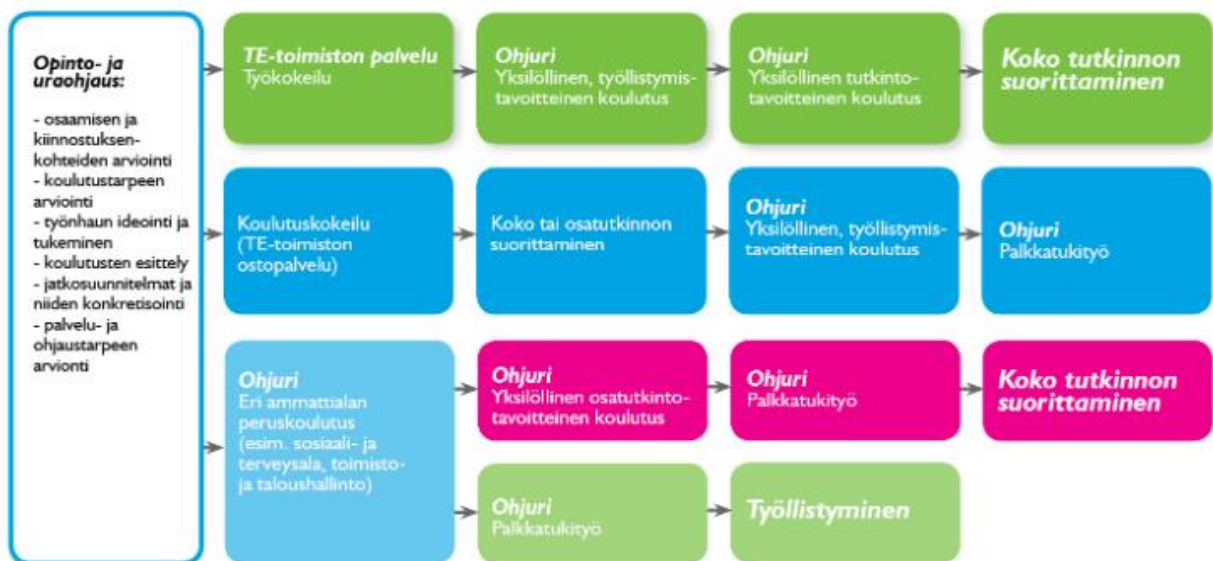 Opinto- ja
uraohjaus:
- osaamisen ja
kiinnostuksen-
kohteiden arviointi
- koulutustarpeen
arviointi
- työnhaun ideointi ja
tukeminen
- koulutusten esittely
- jatkosuunnitelmat ja
niiden konkretisointi
- palvelu- ja
ohjaustarpeen
arvionti
TE-toimiston palvelu
Työkokeilu
Ohjuri
Yksilöllinen, työllistymis-
tavoitteinen koulutus
Ohjuri
Yksilöllinen tutkinto-
tavoitteinen koulutus
Koko tutkinnon
suorittaminen
Koulutuskokeilu
(TE-toimiston
ostopalvelu)
Koko tai osatutkinnon
suorittaminen
Ohjuri
Yksilöllinen, työllistymis-
tavoitteinen koulutus
Ohjuri
Palkkatukityö
Ohjuri
Eri ammattialan
peruskoulutus
(esim. sosiaali- ja
terveysala, toimisto-
ja taloushallinto)
Ohjuri
Yksilöllinen osatutkinto-
tavoitteinen koulutus
Ohjuri
Palkkatukityö
Koko tutkinnon
suorittaminen
Ohjuri
Palkkatukityö
Työllistyminen